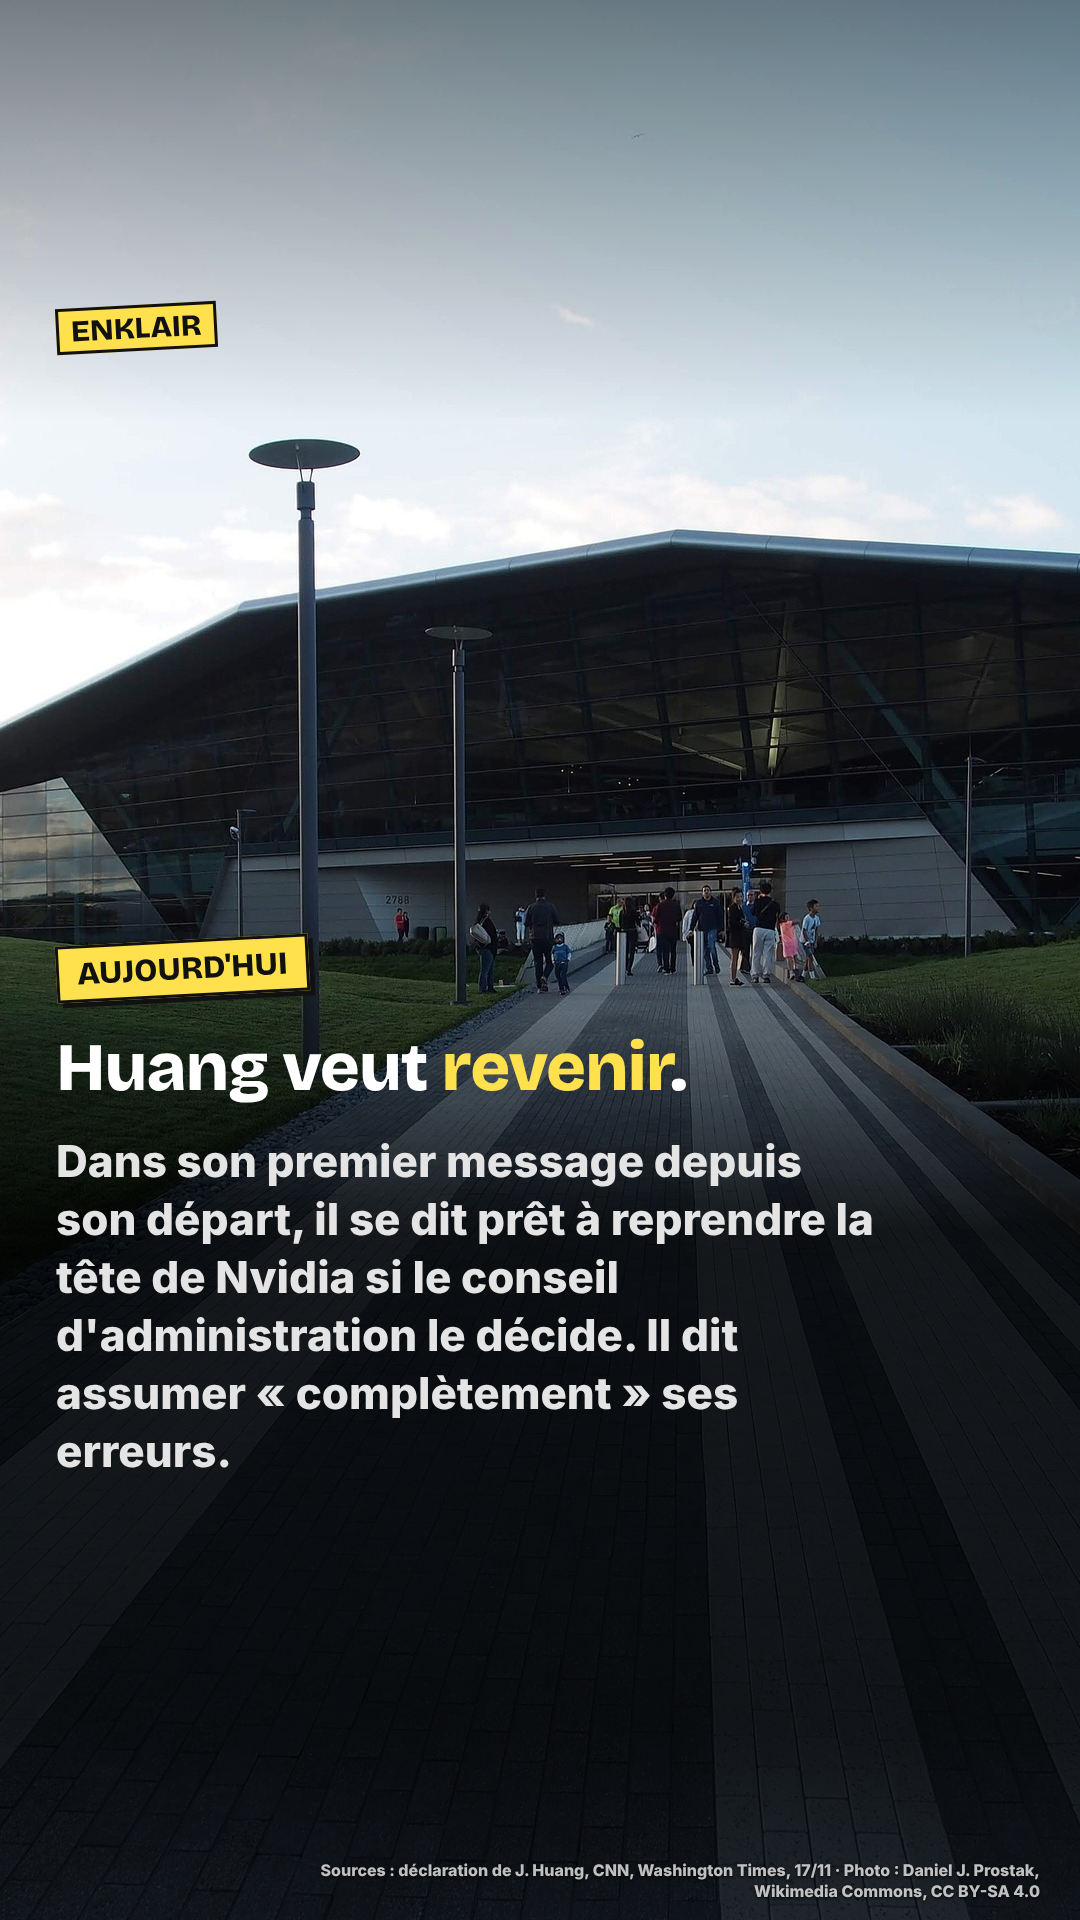 ENKLAIR
2788
AUJOURD'HUI
Huang veut revenir.
Dans son premier message depuis
son départ, il se dit prêt à reprendre la
tête de Nvidia si le conseil
d'administration le décide. Il dit
assumer « complètement » ses
erreurs.
Sources : déclaration de J. Huang, CNN, Washington Times, 17/11 · Photo : Daniel J. Prostak,
Wikimedia Commons, CC BY-SA 4.0